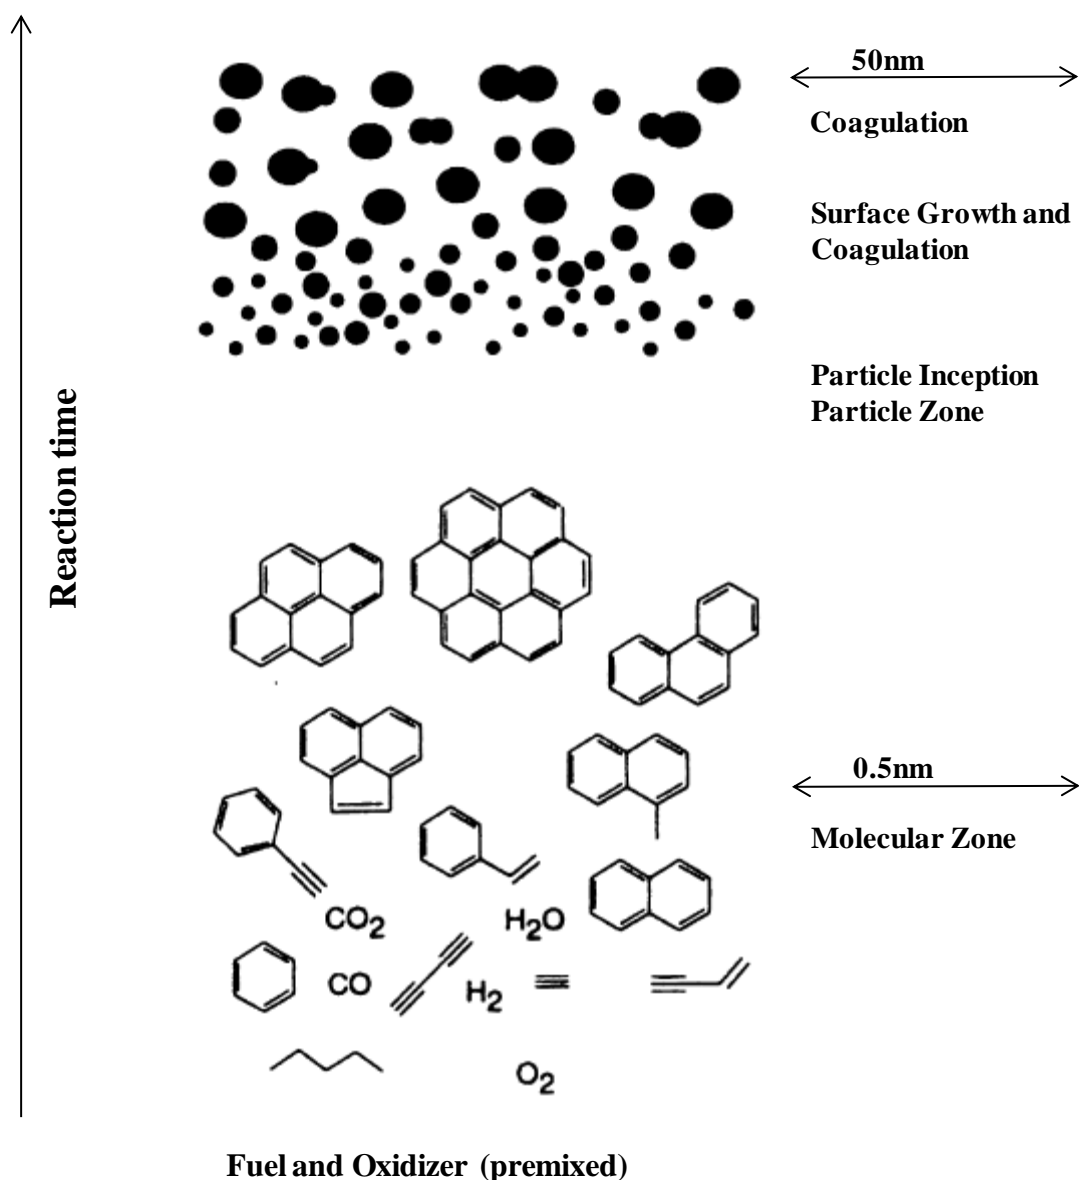 50nm
Coagulation
Surface Growth and
Coagulation
Particle Inception
Particle Zone
Reaction time
0.5nm
Molecular Zone
CO2
H2O
CO
H2
O2
Fuel and Oxidizer (premixed)